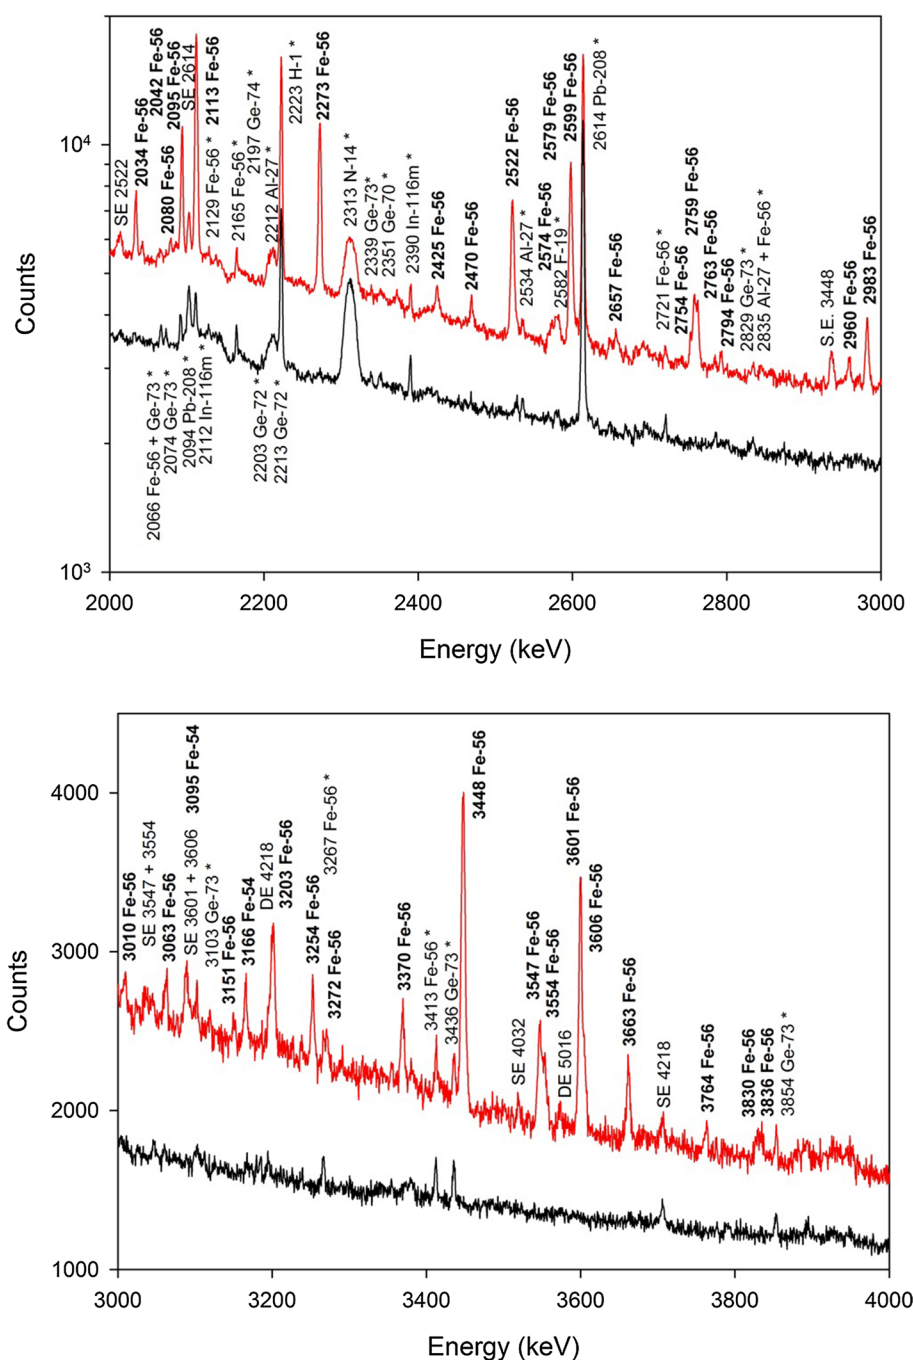 SE 2522
2034 Fe-56
2042 Fe-56
2080 Fe-56
2095 Fe-56
SE 2614
2113 Fe-56
2129 Fe-56 *
2165 Fe-56 *
2197 Ge-74 *
2212 Al-27 *
2223 H-1 *
2273 Fe-56
2313 N-14 *
2339 Ge-73*
2351 Ge-70 *
2390 In-116m *
2425 Fe-56
2470 Fe-56
2522 Fe-56
2534 Al-27 *
2574 Fe-56
2579 Fe-56
2582 F-19 *
2599 Fe-56
2614 Pb-208 *
2657 Fe-56
2721 Fe-56 *
2754 Fe-56
2759 Fe-56
2763 Fe-56
2794 Fe-56
2829 Ge-73 *
2835 Al-27 + Fe-56 *
S.E. 3448
2960 Fe-56
2983 Fe-56
2066 Fe-56 + Ge-73 *
2074 Ge-73 *
2094 Pb-208 *
2112 In-116m *
2203 Ge-72 *
2213 Ge-72 *
10⁴
10³
Counts
2000 2200 2400 2600 2800 3000
Energy (keV)
3010 Fe-56
SE 3547 + 3554
3063 Fe-56
SE 3601 + 3606
3095 Fe-54
3103 Ge-73 *
3151 Fe-56
3166 Fe-54
DE 4218
3203 Fe-56
3254 Fe-56
3267 Fe-56 *
3272 Fe-56
3370 Fe-56
3413 Fe-56 *
3436 Ge-73 *
3448 Fe-56
SE 4032
3547 Fe-56
3554 Fe-56
DE 5016
3601 Fe-56
3606 Fe-56
3663 Fe-56
SE 4218
3764 Fe-56
3830 Fe-56
3836 Fe-56
3854 Ge-73 *
4000
3000
2000
1000
Counts
3000 3200 3400 3600 3800 4000
Energy (keV)